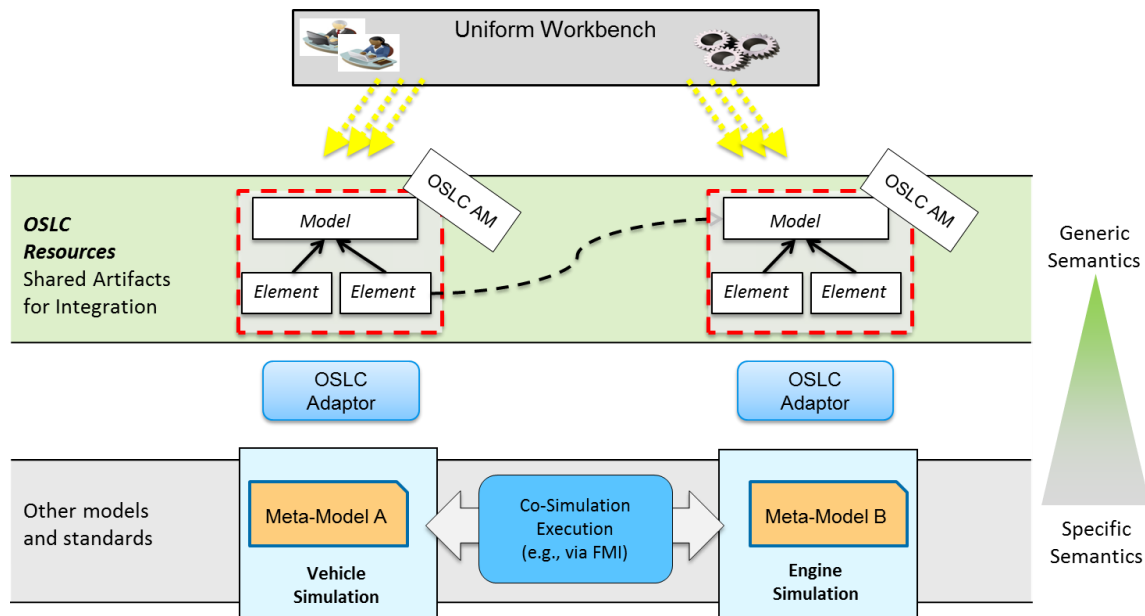 Uniform Workbench
OSLC AM
OSLC AM
OSLC
Resources
Shared Artifacts
for Integration
Model
Element
Element
Model
Element
Element
Generic
Semantics
OSLC
Adaptor
OSLC
Adaptor
Other models
and standards
Meta-Model A
Vehicle
Simulation
Co-Simulation
Execution
(e.g., via FMI)
Meta-Model B
Engine
Simulation
Specific
Semantics